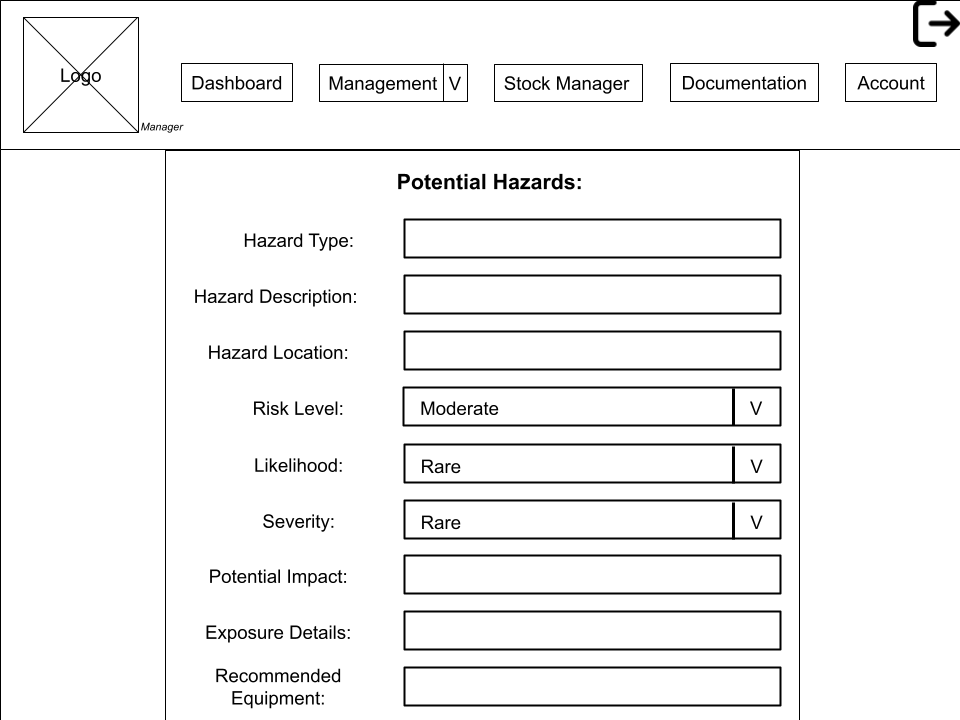 Logo
Manager
Dashboard
Management V
Stock Manager
Documentation
Account
Potential Hazards:
Hazard Type:
Hazard Description:
Hazard Location:
Risk Level: Moderate V
Likelihood: Rare V
Severity: Rare V
Potential Impact:
Exposure Details:
Recommended
Equipment: